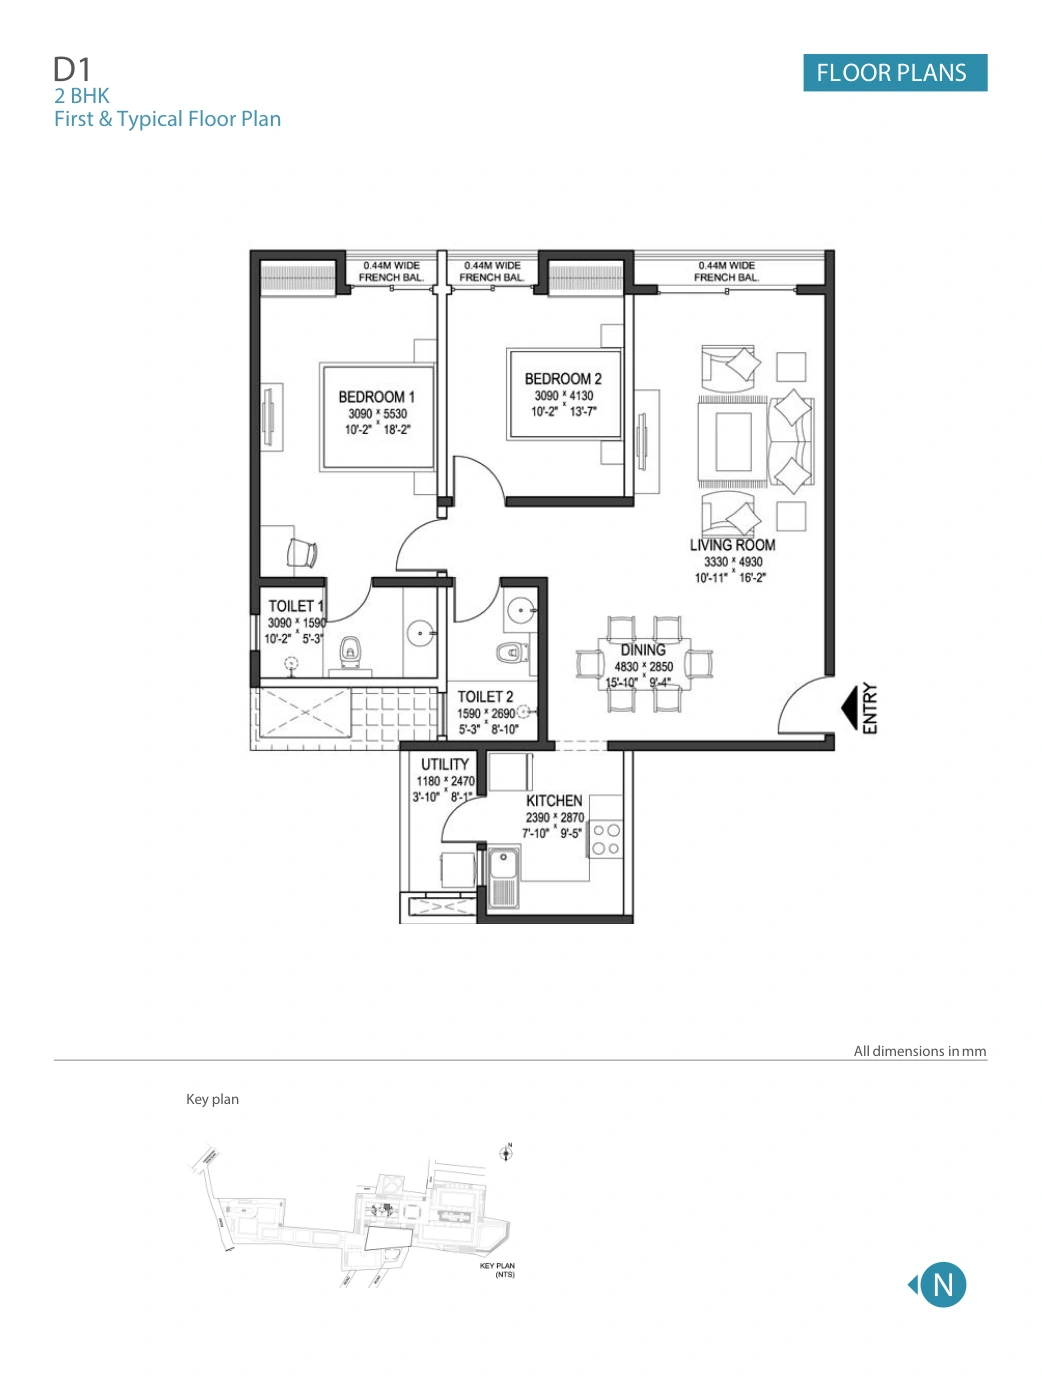 D1
FLOOR PLANS
2 BHK
First & Typical Floor Plan
0.44M WIDE
FRENCH BAL.
0.44M WIDE
FRENCH BAL.
0.44M WIDE
FRENCH BAL.
BEDROOM 1
3090 x 5530
10'-2" x 18'-2"
BEDROOM 2
3090 x 4130
10'-2" x 13'-7"
LIVING ROOM
3330 x 4930
10'-11" x 16'-2"
TOILET 1
3090 x 1590
10'-2" x 5'-3"
DINING
4830 x 2850
15'-10" x 9'-4"
TOILET 2
1590 x 2690
5'-3" x 8'-10"
ENTRY
UTILITY
1180 x 2470
3'-10" x 8'-1"
KITCHEN
2390 x 2870
7'-10" x 9'-5"
All dimensions in mm
Key plan
N
KEY PLAN
(NTS)
N